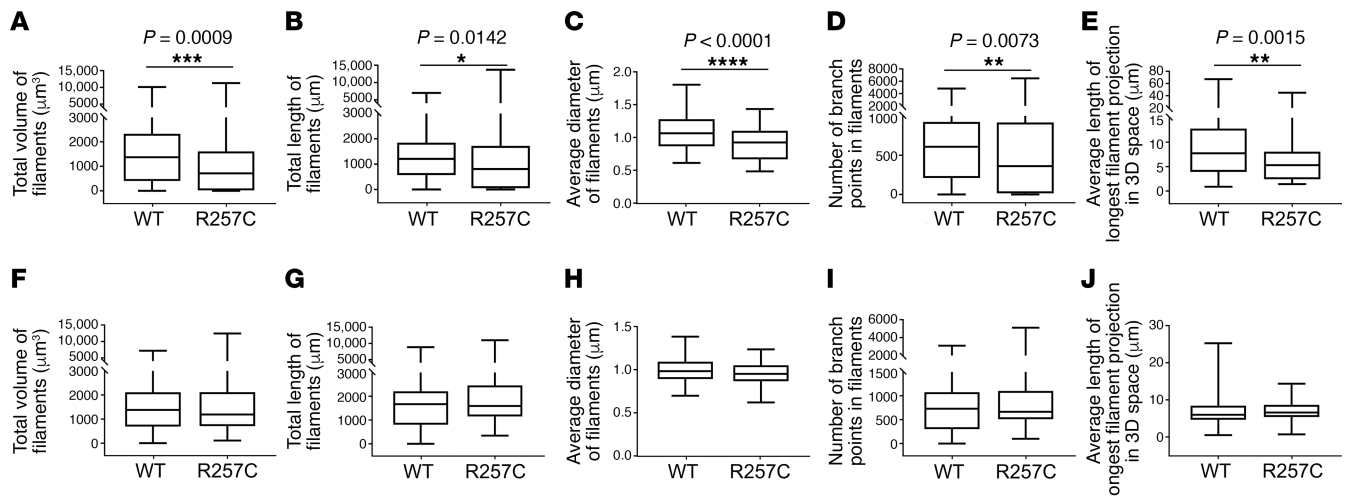 A
P = 0.0009
***
Total volume of
filaments (μm³)
15,000
10,000
5000
3000
2000
1000
0
WT
R257C
B
P = 0.0142
*
Total length of
filaments (μm)
15,000
10,000
5000
3000
2000
1000
0
WT
R257C
C
P < 0.0001
****
Average diameter
of filaments (μm)
2.0
1.5
1.0
0.5
0.0
WT
R257C
D
P = 0.0073
**
Number of branch
points in filaments
8000
6000
4000
2000
1000
500
0
WT
R257C
E
P = 0.0015
**
Average length of
longest filament projection
in 3D space (μm)
80
60
40
20
15
10
5
0
WT
R257C
F
Total volume of
filaments (μm³)
15,000
10,000
5000
3000
2000
1000
0
WT
R257C
G
Total length of
filaments (μm)
15,000
10,000
5000
3000
2000
1000
0
WT
R257C
H
Average diameter
of filaments (μm)
1.5
1.0
0.5
0.0
WT
R257C
I
Number of branch
points in filaments
6000
4000
2000
1500
1000
500
0
WT
R257C
J
Average length of
ongest filament projection
in 3D space (μm)
30
20
10
0
WT
R257C